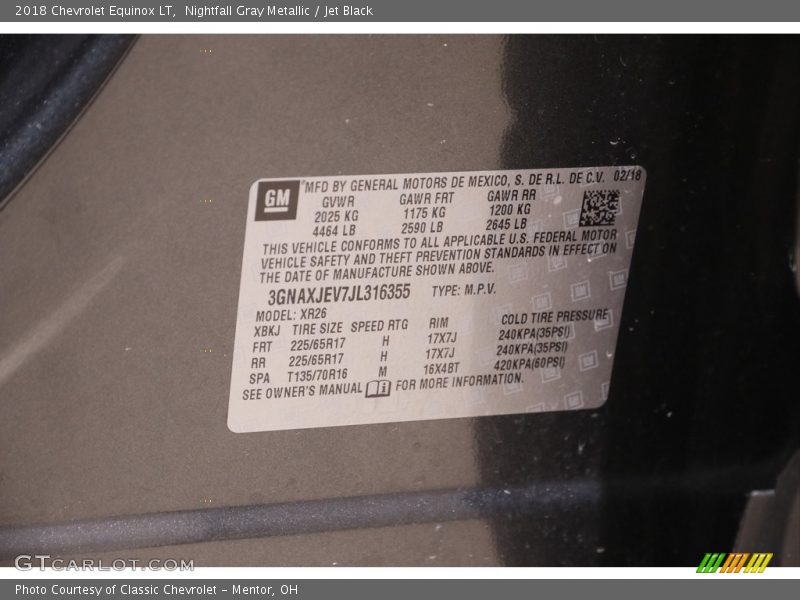 2018 Chevrolet Equinox LT, Nightfall Gray Metallic / Jet Black
GM MFD BY GENERAL MOTORS DE MEXICO, S. DE R.L. DE C.V. 02/18
GVWR GAWR FRT GAWR RR
2025 KG 1175 KG 1200 KG
4464 LB 2590 LB 2645 LB
THIS VEHICLE CONFORMS TO ALL APPLICABLE U.S. FEDERAL MOTOR
VEHICLE SAFETY AND THEFT PREVENTION STANDARDS IN EFFECT ON
THE DATE OF MANUFACTURE SHOWN ABOVE.
3GNAXJEV7JL316355 TYPE: M.P.V.
MODEL: XR26
XBKJ TIRE SIZE SPEED RTG RIM COLD TIRE PRESSURE
FRT 225/65R17 H 17X7J 240KPA(35PSI)
RR 225/65R17 H 17X7J 240KPA(35PSI)
SPA T135/70R16 M 16X4BT 420KPA(60PSI)
SEE OWNER'S MANUAL FOR MORE INFORMATION.
GTCARLOT.COM
Photo Courtesy of Classic Chevrolet - Mentor, OH